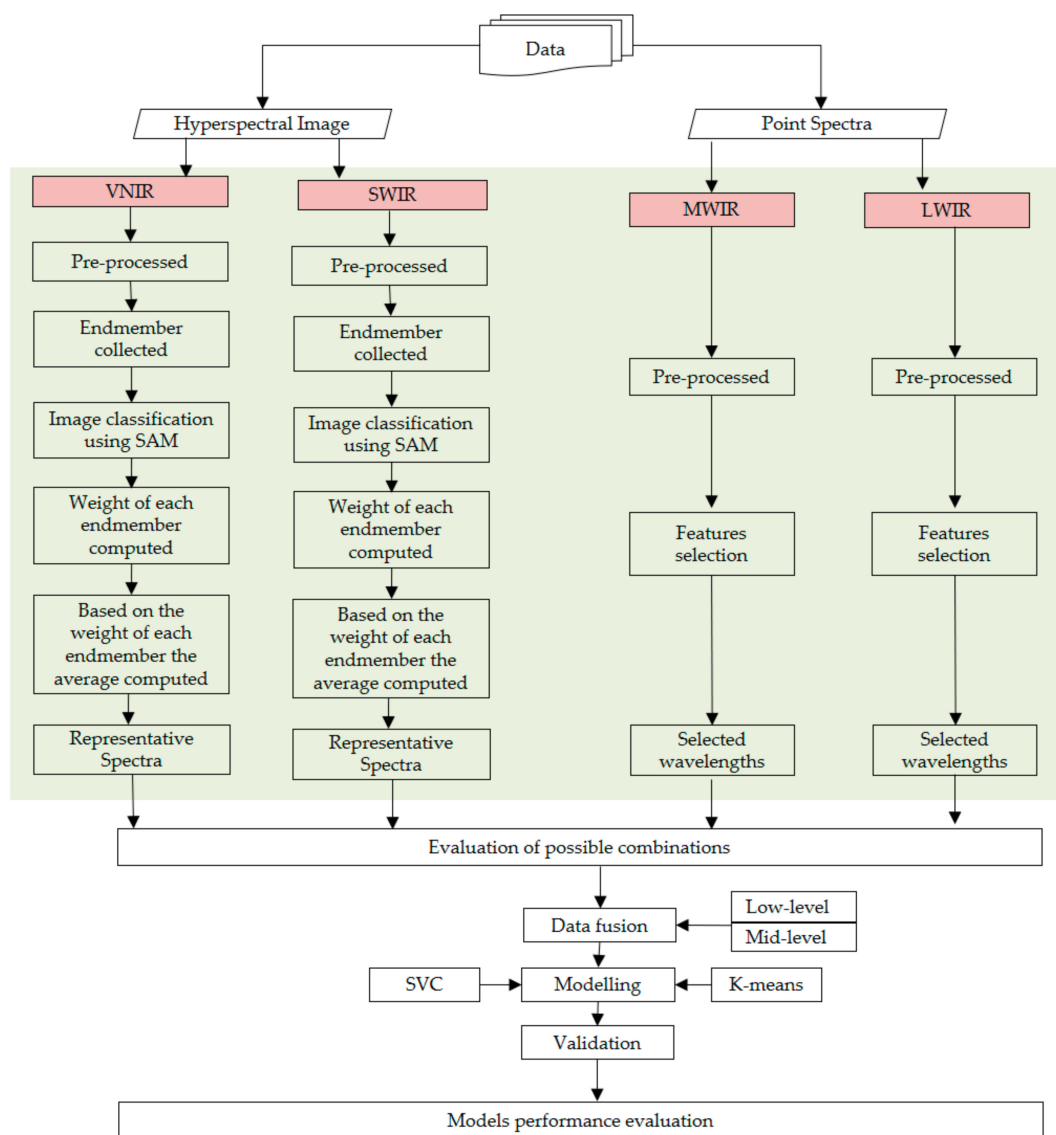 Data
Hyperspectral Image
Point Spectra
VNIR
SWIR
MWIR
LWIR
Pre-processed
Endmember
collected
Image classification
using SAM
Weight of each
endmember
computed
Based on the
weight of each
endmember the
average computed
Representative
Spectra
Pre-processed
Endmember
collected
Image classification
using SAM
Weight of each
endmember
computed
Based on the
weight of each
endmember the
average computed
Representative
Spectra
Pre-processed
Features
selection
Selected
wavelengths
Pre-processed
Features
selection
Selected
wavelengths
Evaluation of possible combinations
Data fusion
Low-level
Mid-level
SVC
Modelling
K-means
Validation
Models performance evaluation